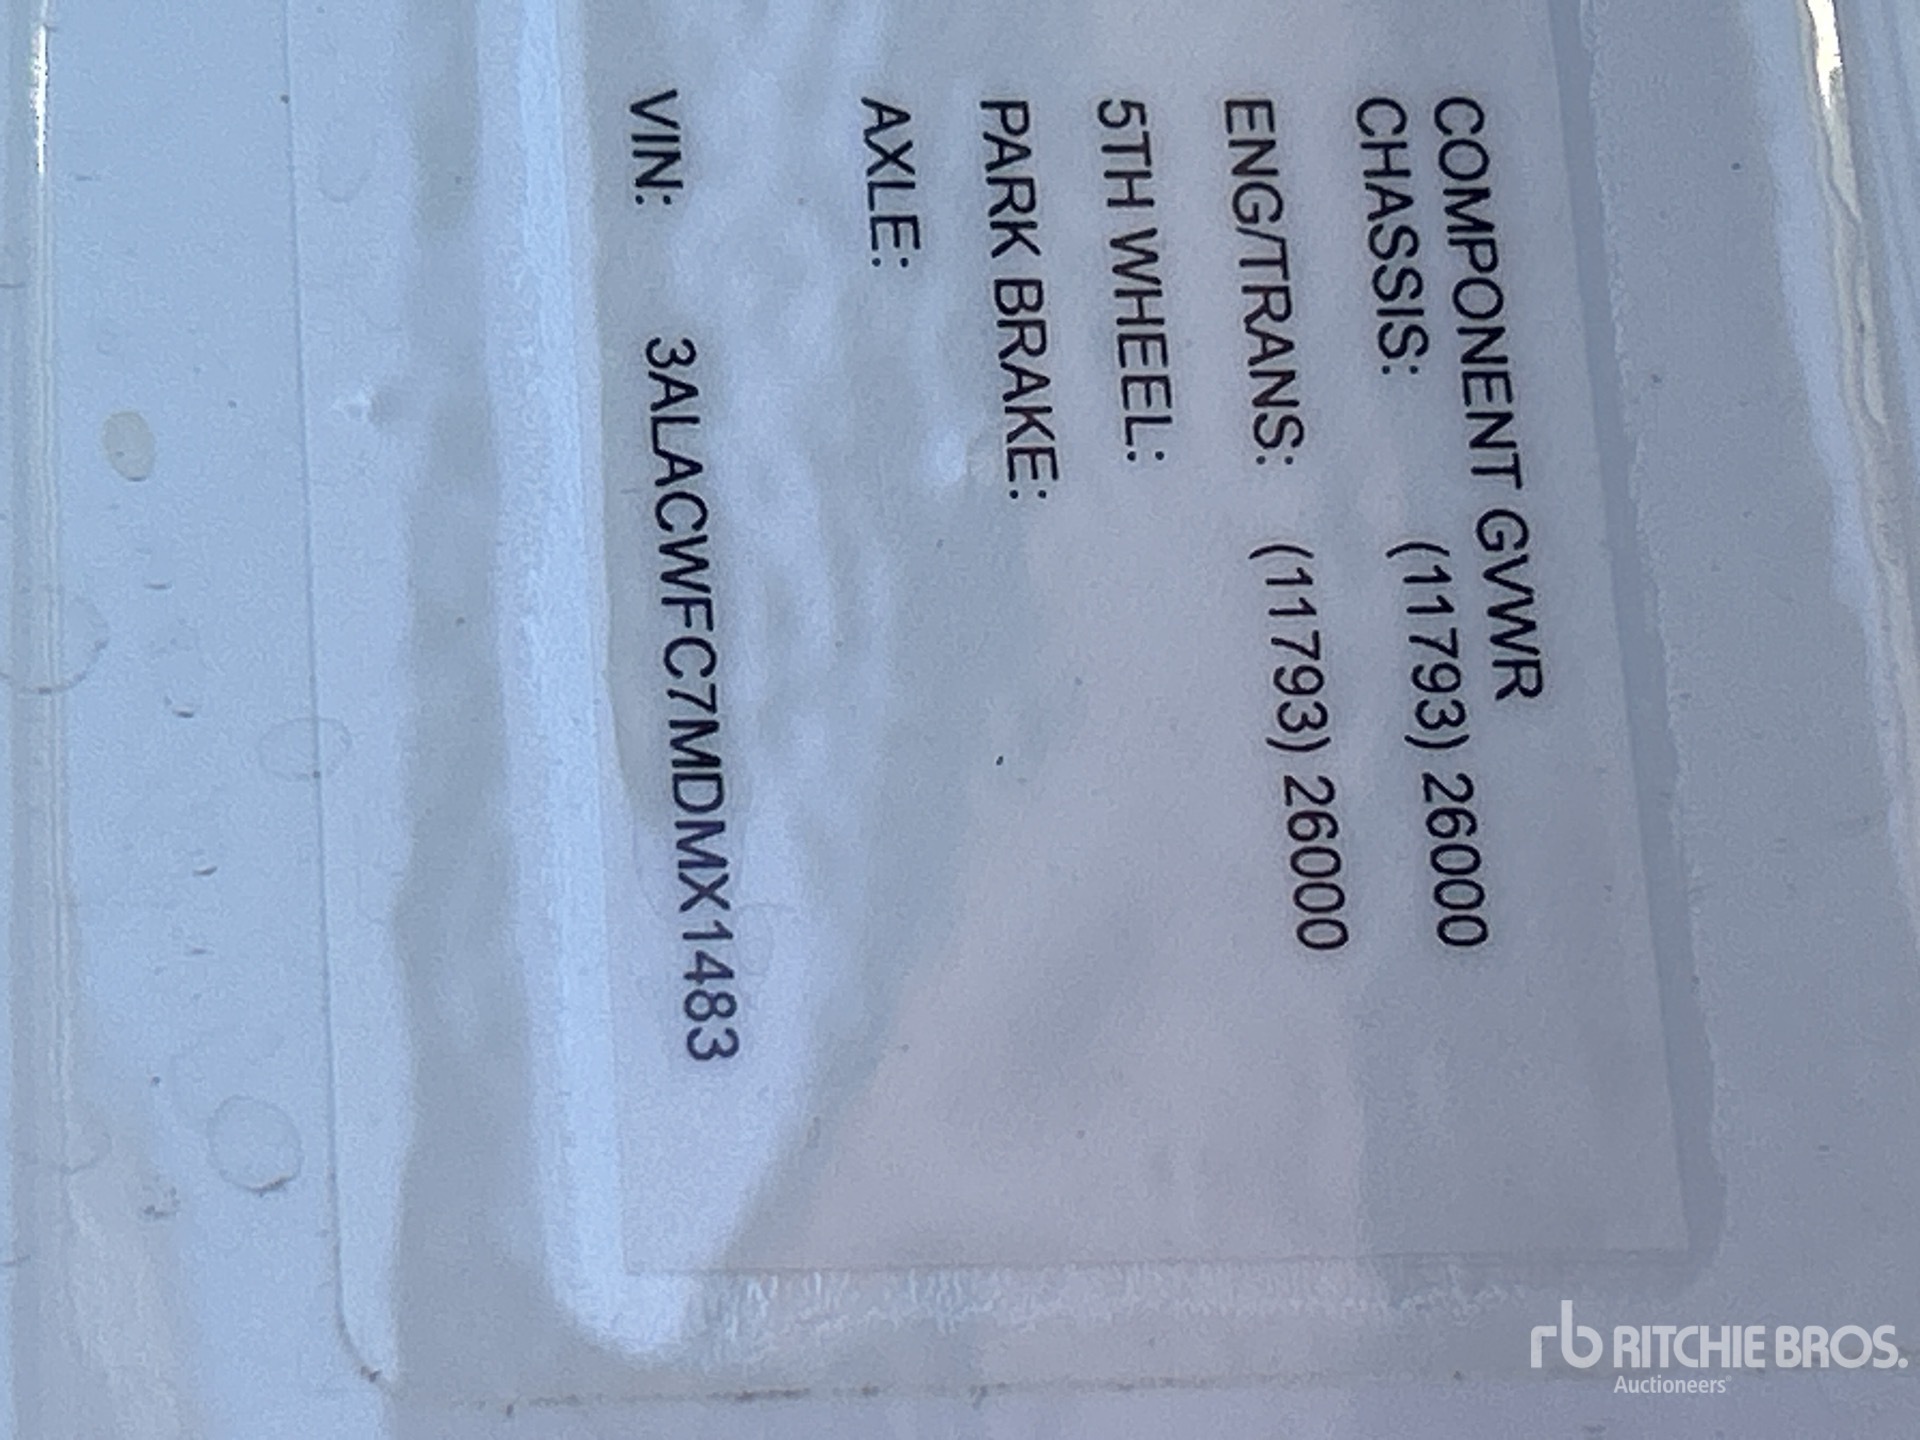 COMPONENT GVWR
CHASSIS: (11793) 26000
ENG/TRANS: (11793) 26000
5TH WHEEL:
PARK BRAKE:
AXLE:
VIN: 3ALACWFC7MDMX1483
rb RITCHIE BROS.
Auctioneers